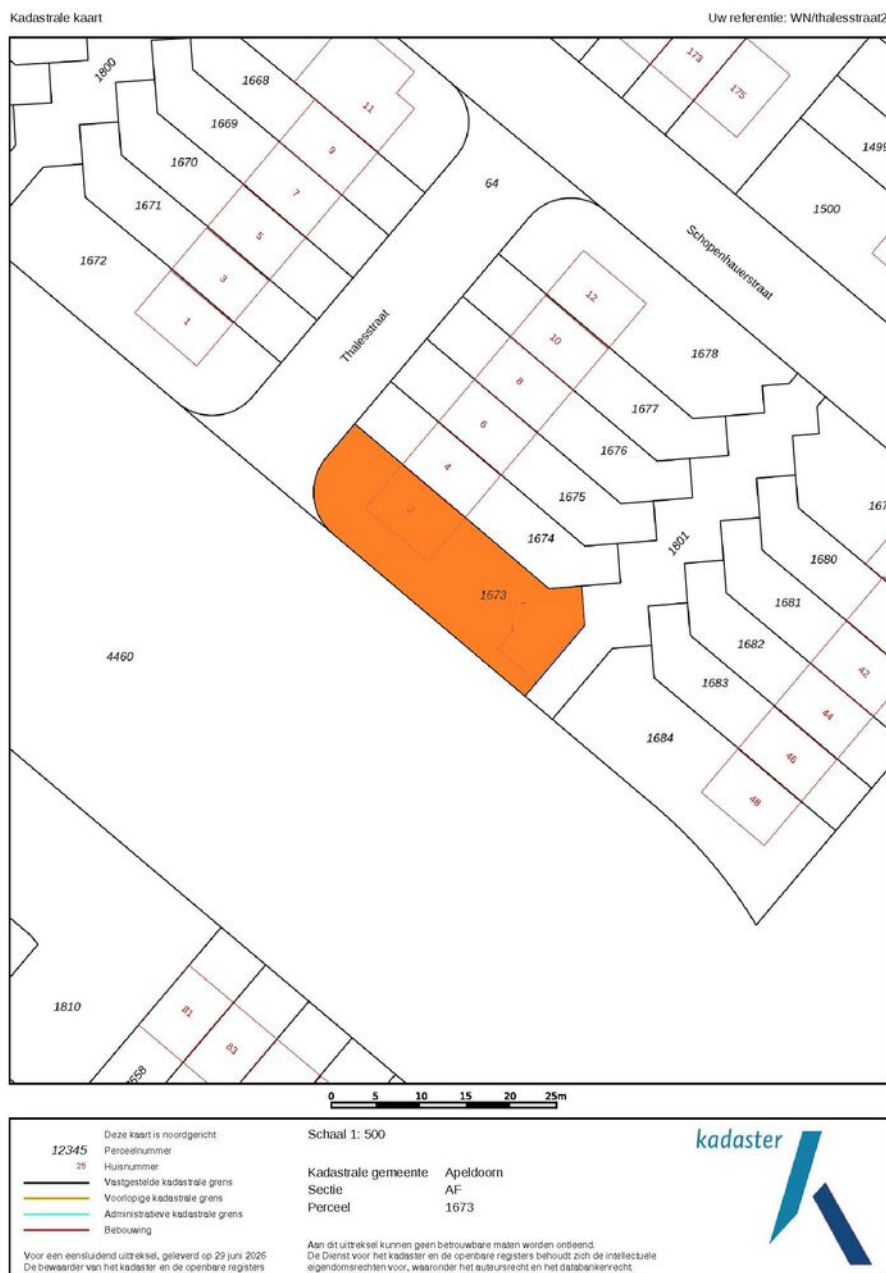 Kadastrale kaart
Uw referentie: WN/thalesstraat2
1800
1668
11
173
175
1669
9
1499
1670
7
64
1671
5
1500
1672
3
1
Schopenhauerstraat
12
Thalesstraat
10
1678
8
1677
6
1676
4
1675
2
1674
1801
1680
1673
1681
1682
42
4460
1683
44
1684
46
48
1810
81
83
0 5 10 15 20 25m
Deze kaart is noordgericht
12345 Perceelnummer
25 Huisnummer
Vastgestelde kadastrale grens
Voorlopige kadastrale grens
Administratieve kadastrale grens
Bebouwing
Voor een eensluidend uittreksel, geleverd op 29 juni 2026
De bewaarder van het kadaster en de openbare registers
Schaal 1: 500
Kadastrale gemeente Apeldoorn
Sectie AF
Perceel 1673
Aan dit uittreksel kunnen geen betrouwbare maten worden ontleend.
De Dienst voor het kadaster en de openbare registers behoudt zich de intellectuele
eigendomsrechten voor, waaronder het auteursrecht en het databankenrecht.
kadaster